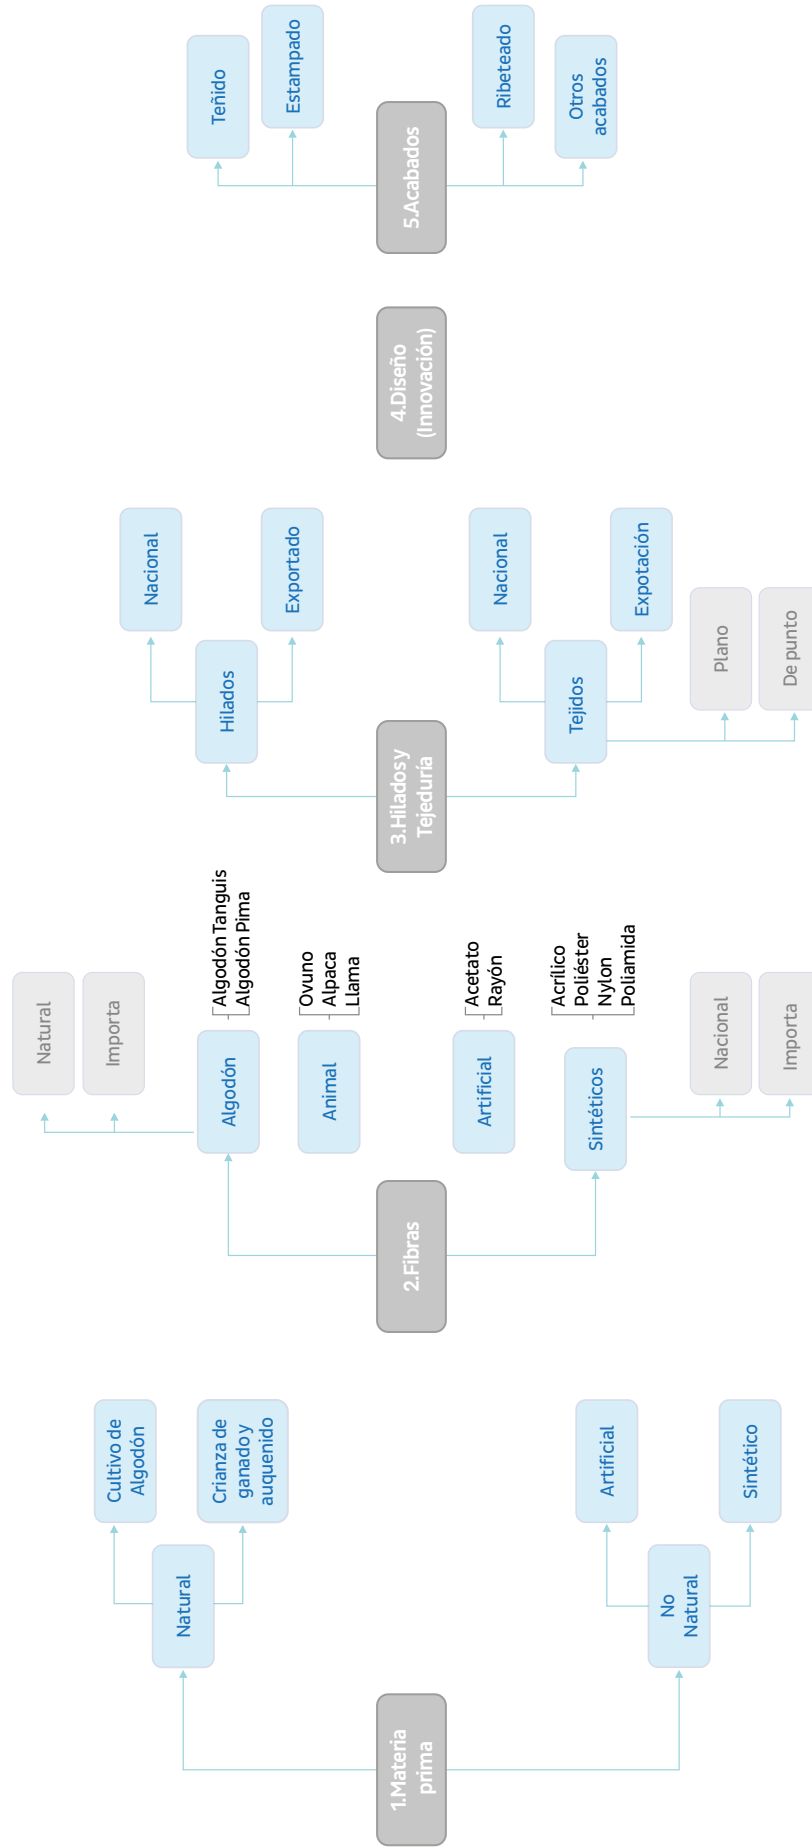 1.Materia
prima
Natural
Cultivo de
Algodón
Crianza de
ganado y
auquenido
No
Natural
Artificial
Sintético
2.Fibras
Natural
Importa
Algodón
Algodón Tanguis
Algodón Pima
Animal
Ovuno
Alpaca
Llama
Artificial
Acetato
Rayón
Sintéticos
Acrílico
Poliéster
Nylon
Poliamida
Nacional
Importa
3.Hilados y
Tejeduría
Hilados
Nacional
Exportado
Tejidos
Nacional
Expotación
Plano
De punto
4.Diseño
(Innovación)
5.Acabados
Teñido
Estampado
Ribeteado
Otros
acabados